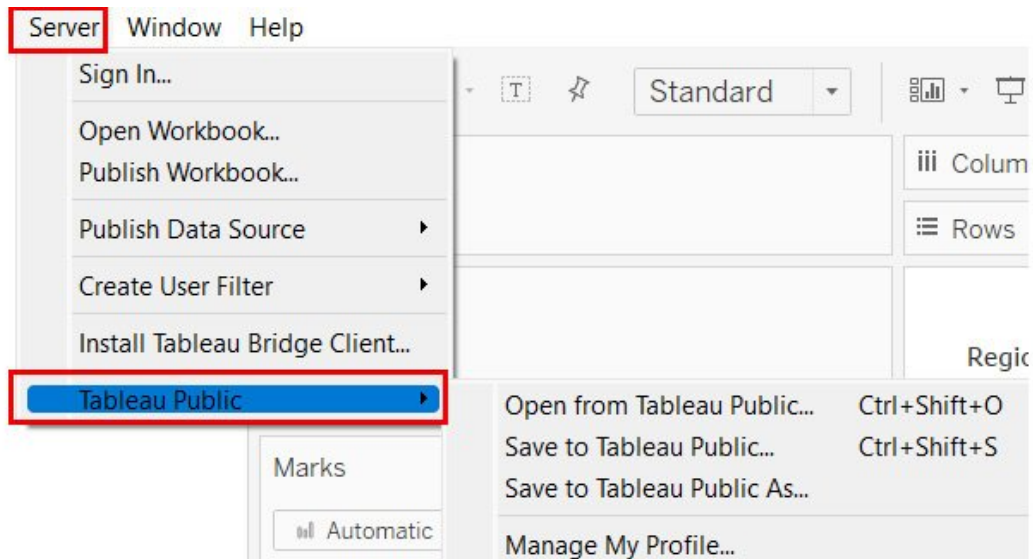 Server Window Help
Sign In...
T Standard
Open Workbook...
Publish Workbook...
Colum
Publish Data Source
Rows
Create User Filter
Install Tableau Bridge Client...
Regio
Tableau Public
Open from Tableau Public... Ctrl+Shift+O
Save to Tableau Public... Ctrl+Shift+S
Save to Tableau Public As...
Manage My Profile...
Marks
Automatic